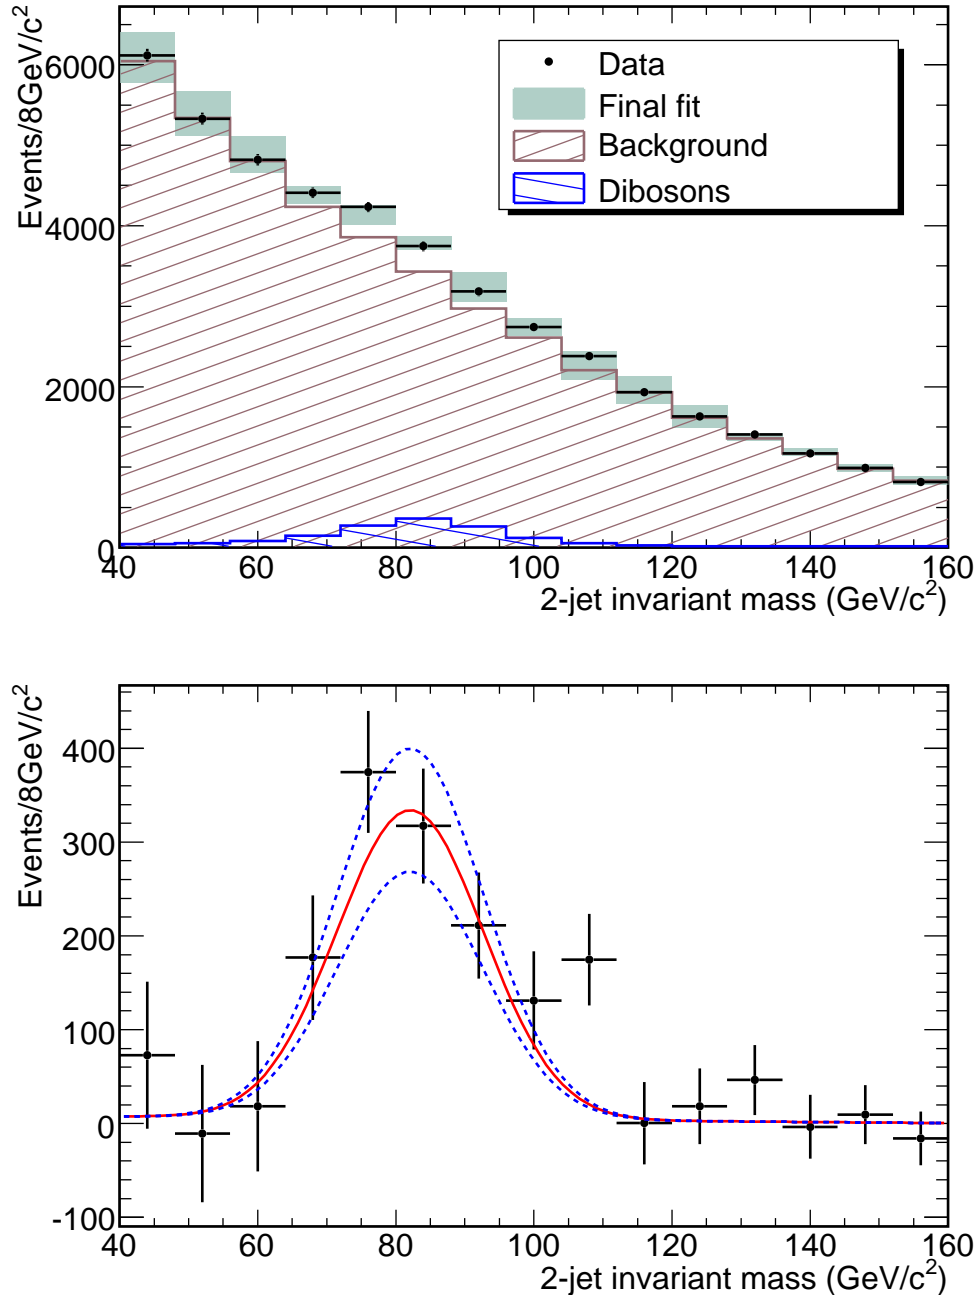 Events/8GeV/c²
6000
4000
2000
0
Data
Final fit
Background
Dibosons
40 60 80 100 120 140 160
2-jet invariant mass (GeV/c²)
Events/8GeV/c²
400
300
200
100
0
-100
40 60 80 100 120 140 160
2-jet invariant mass (GeV/c²)